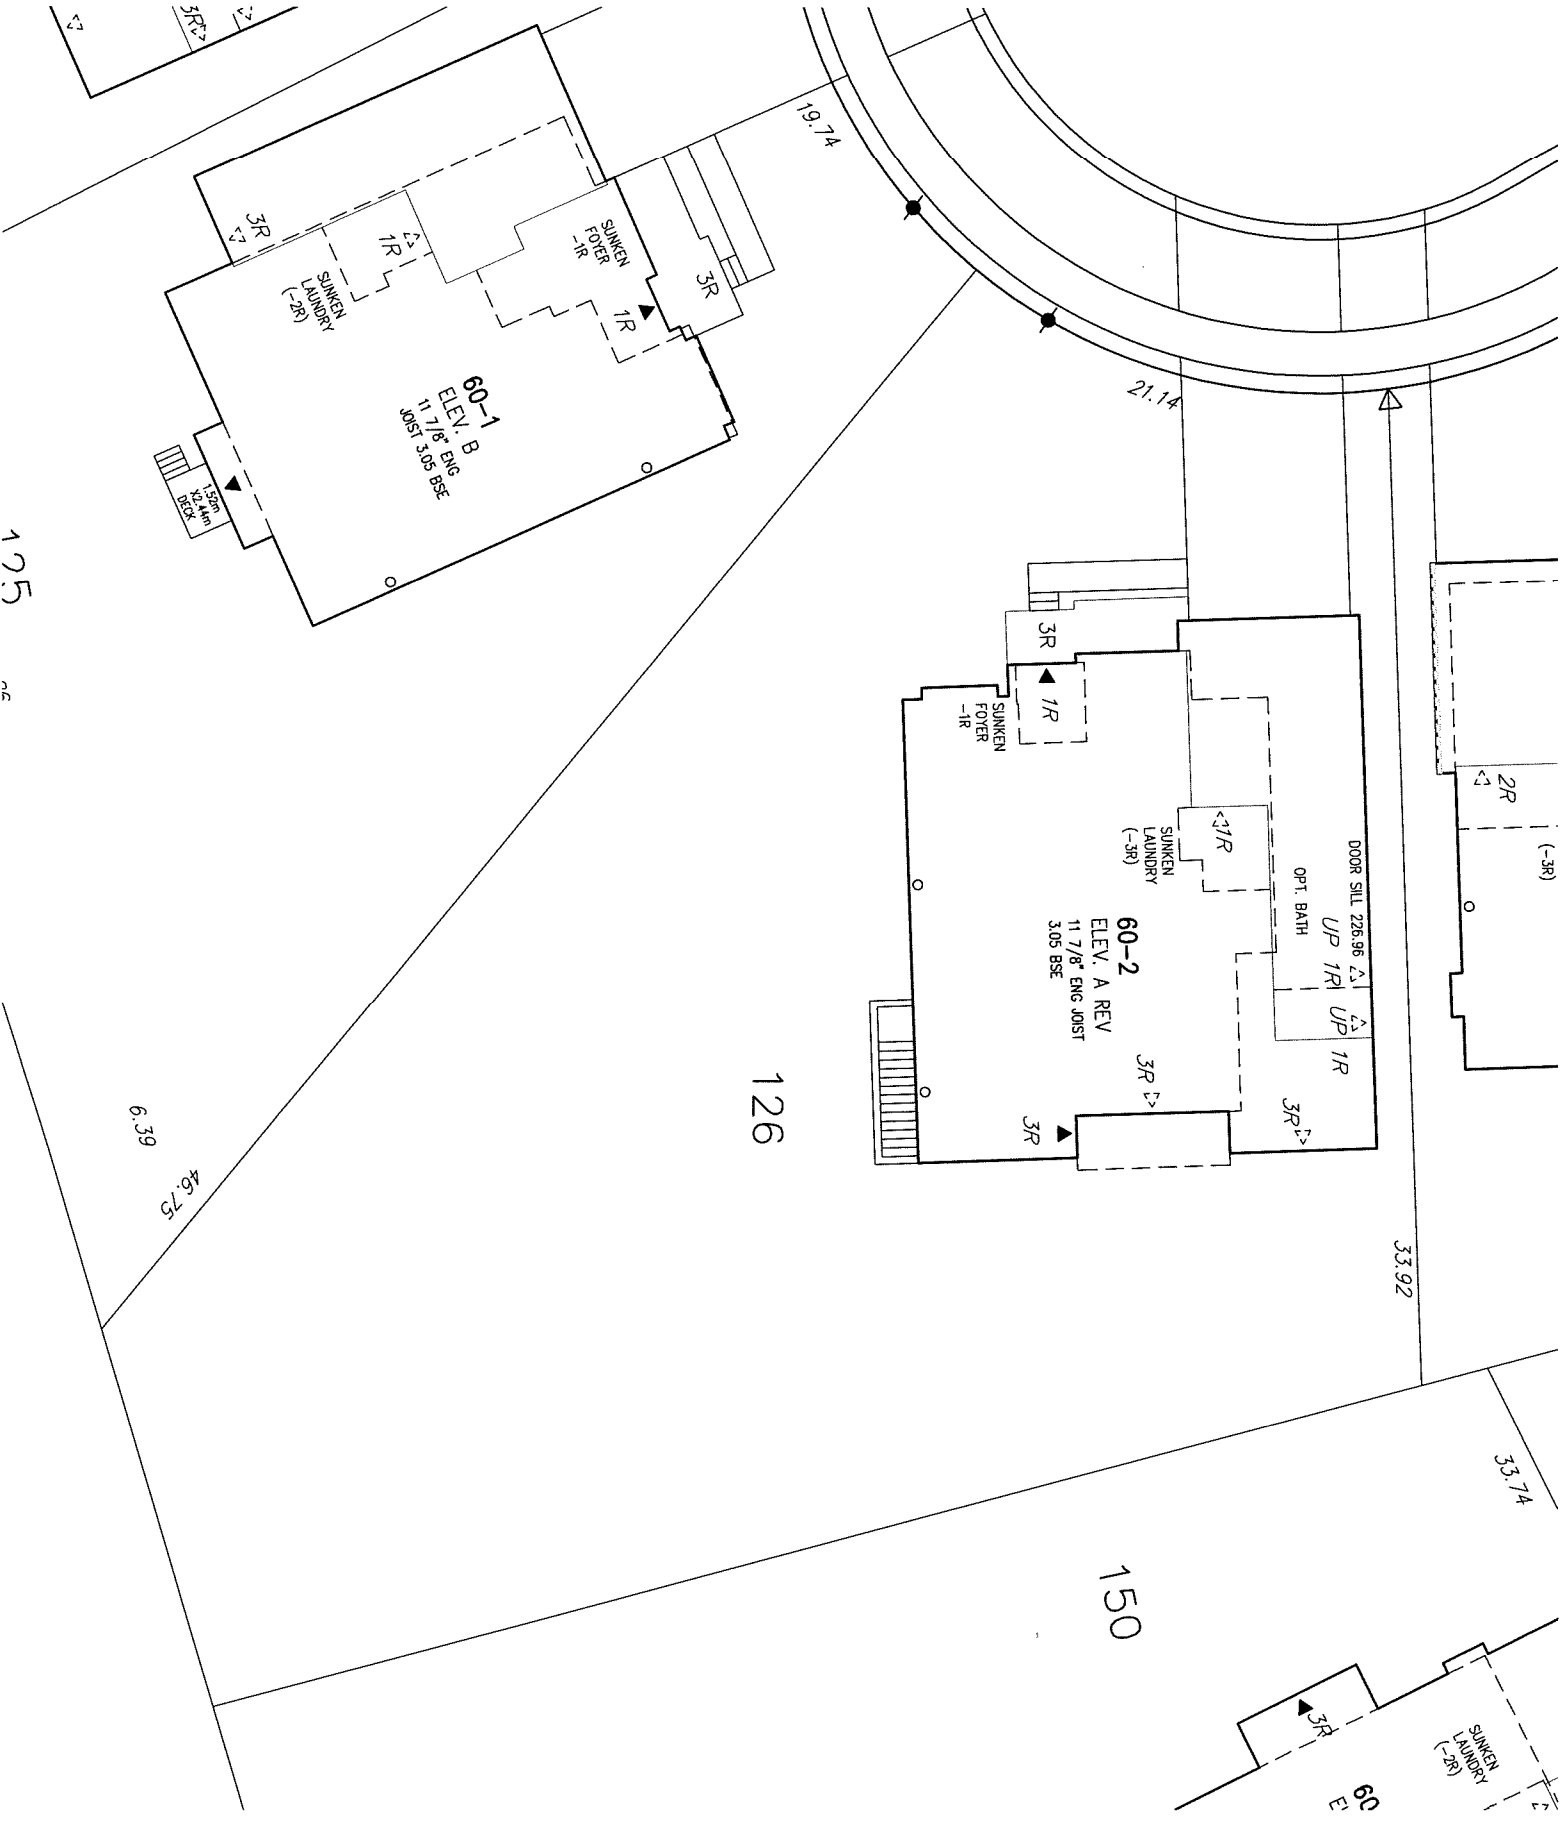 3R
19.74
3R
3R
1R
SUNKEN
FOYER
-1R
1R
SUNKEN
LAUNDRY
(-2R)
60-1
ELEV. B
11 7/8" ENG
JOIST 3.05 BSE
1.52m
X2.44m
DECK
125
21.14
3R
1R
SUNKEN
FOYER
-1R
1R
SUNKEN
LAUNDRY
(-3R)
DOOR SILL 226.96
OPT. BATH
UP 1R
UP 1R
2R
(-3R)
60-2
ELEV. A REV
11 7/8" ENG JOIST
3.05 BSE
3R
3R
3R
126
6.39
46.75
33.92
33.74
150
3R
SUNKEN
LAUNDRY
(-2R)
60